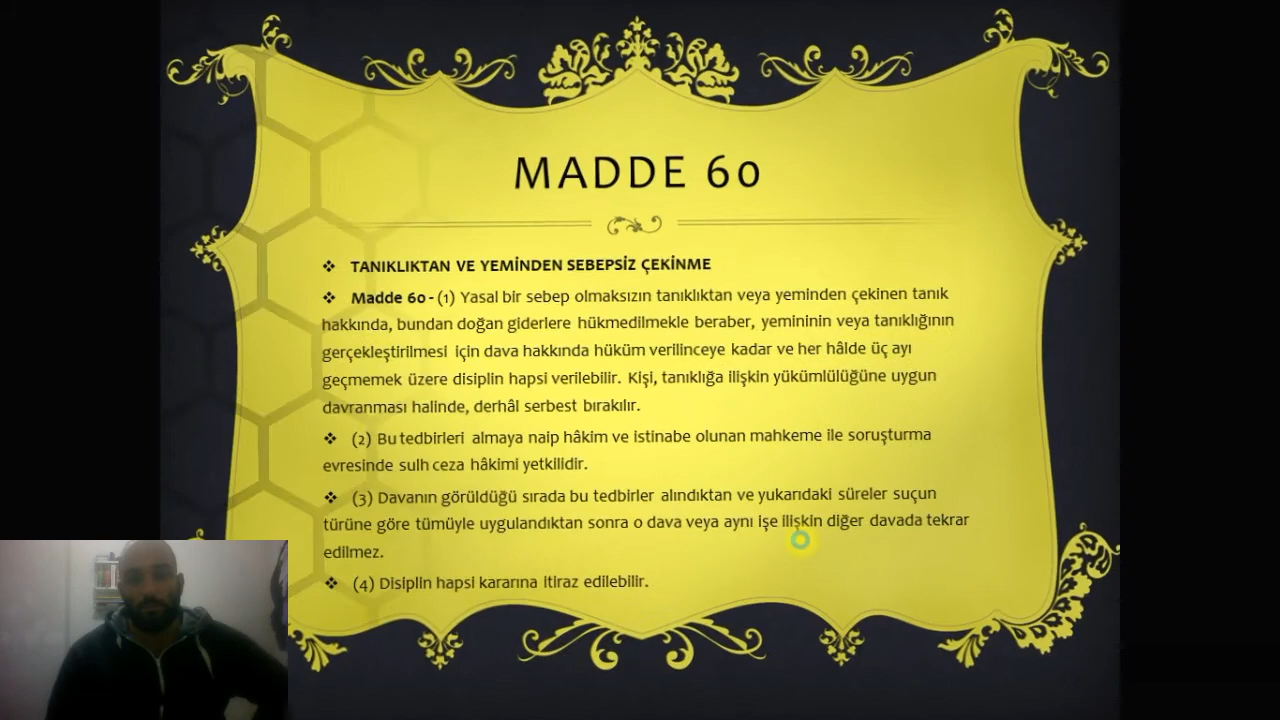 MADDE 60
TANIKLIKTAN VE YEMİNDEN SEBEPSİZ ÇEKİNME
Madde 60 - (1) Yasal bir sebep olmaksızın tanıklıktan veya yeminden çekinen tanık
hakkında, bundan doğan giderlere hükmedilmekle beraber, yemininin veya tanıklığının
gerçekleştirilmesi için dava hakkında hüküm verilinceye kadar ve her hâlde üç ayı
geçmemek üzere disiplin hapsi verilebilir. Kişi, tanıklığa ilişkin yükümlülüğüne uygun
davranması halinde, derhâl serbest bırakılır.
(2) Bu tedbirleri almaya naip hâkim ve istinabe olunan mahkeme ile soruşturma
evresinde sulh ceza hâkimi yetkilidir.
(3) Davanın görüldüğü sırada bu tedbirler alındıktan ve yukarıdaki süreler suçun
türüne göre tümüyle uygulandıktan sonra o dava veya aynı işe ilişkin diğer davada tekrar
edilmez.
(4) Disiplin hapsi kararına itiraz edilebilir.